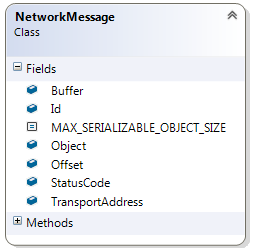 NetworkMessage
Class
Fields
Buffer
Id
MAX_SERIALIZABLE_OBJECT_SIZE
Object
Offset
StatusCode
TransportAddress
Methods